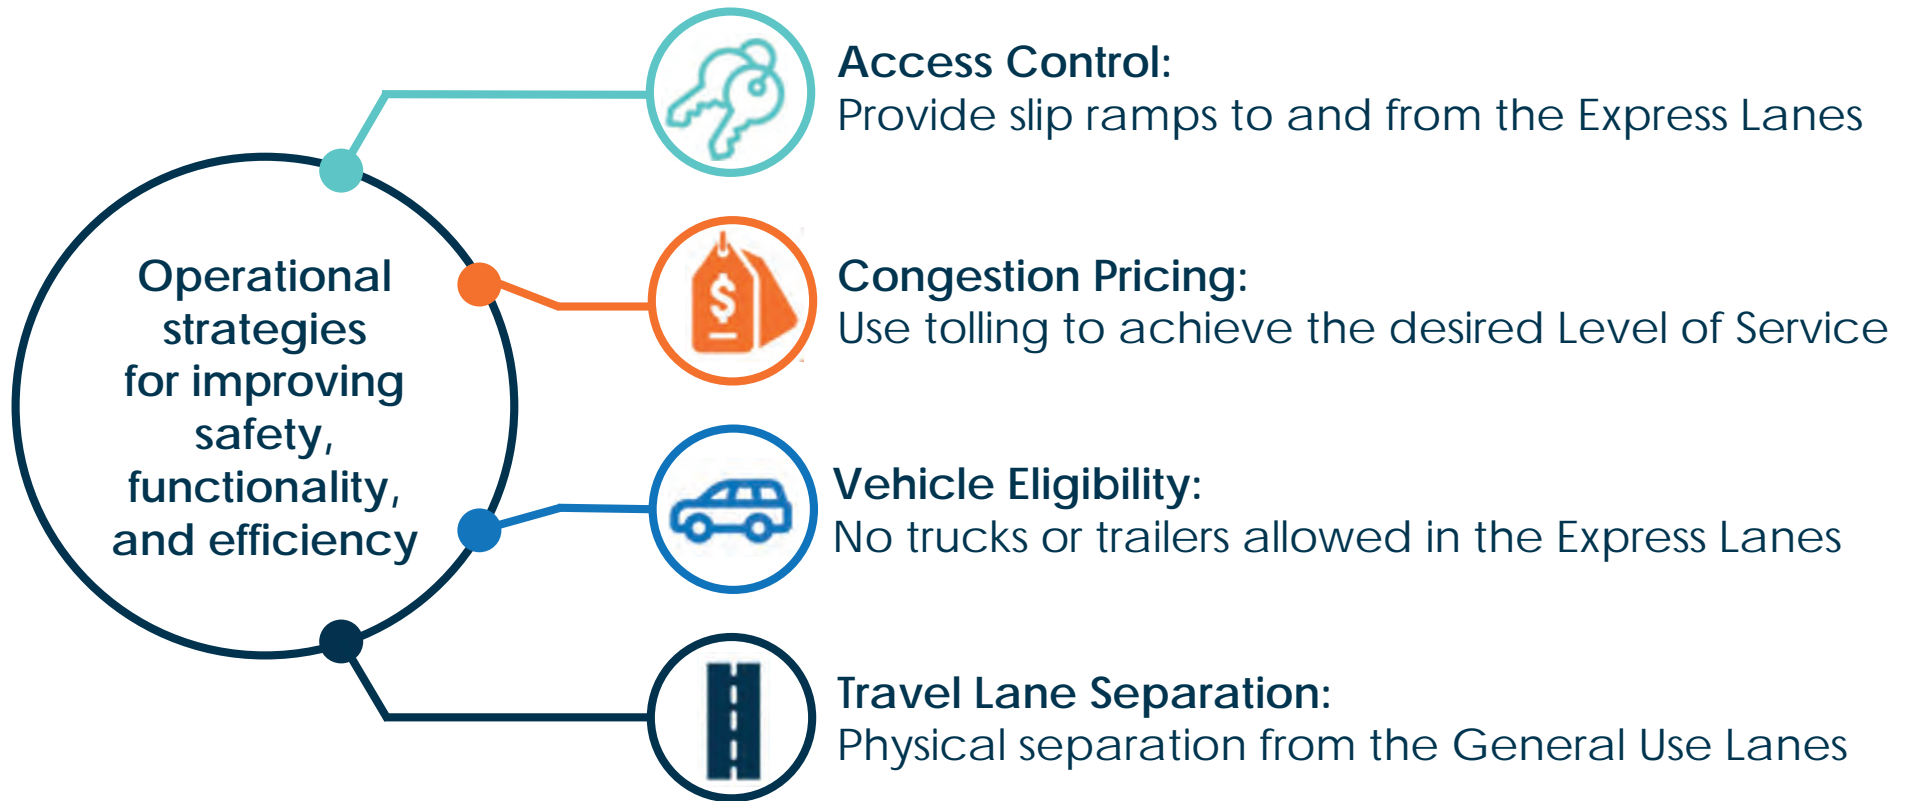 Operational
strategies
for improving
safety,
functionality,
and efficiency
Access Control:
Provide slip ramps to and from the Express Lanes
$
Congestion Pricing:
Use tolling to achieve the desired Level of Service
Vehicle Eligibility:
No trucks or trailers allowed in the Express Lanes
Travel Lane Separation:
Physical separation from the General Use Lanes